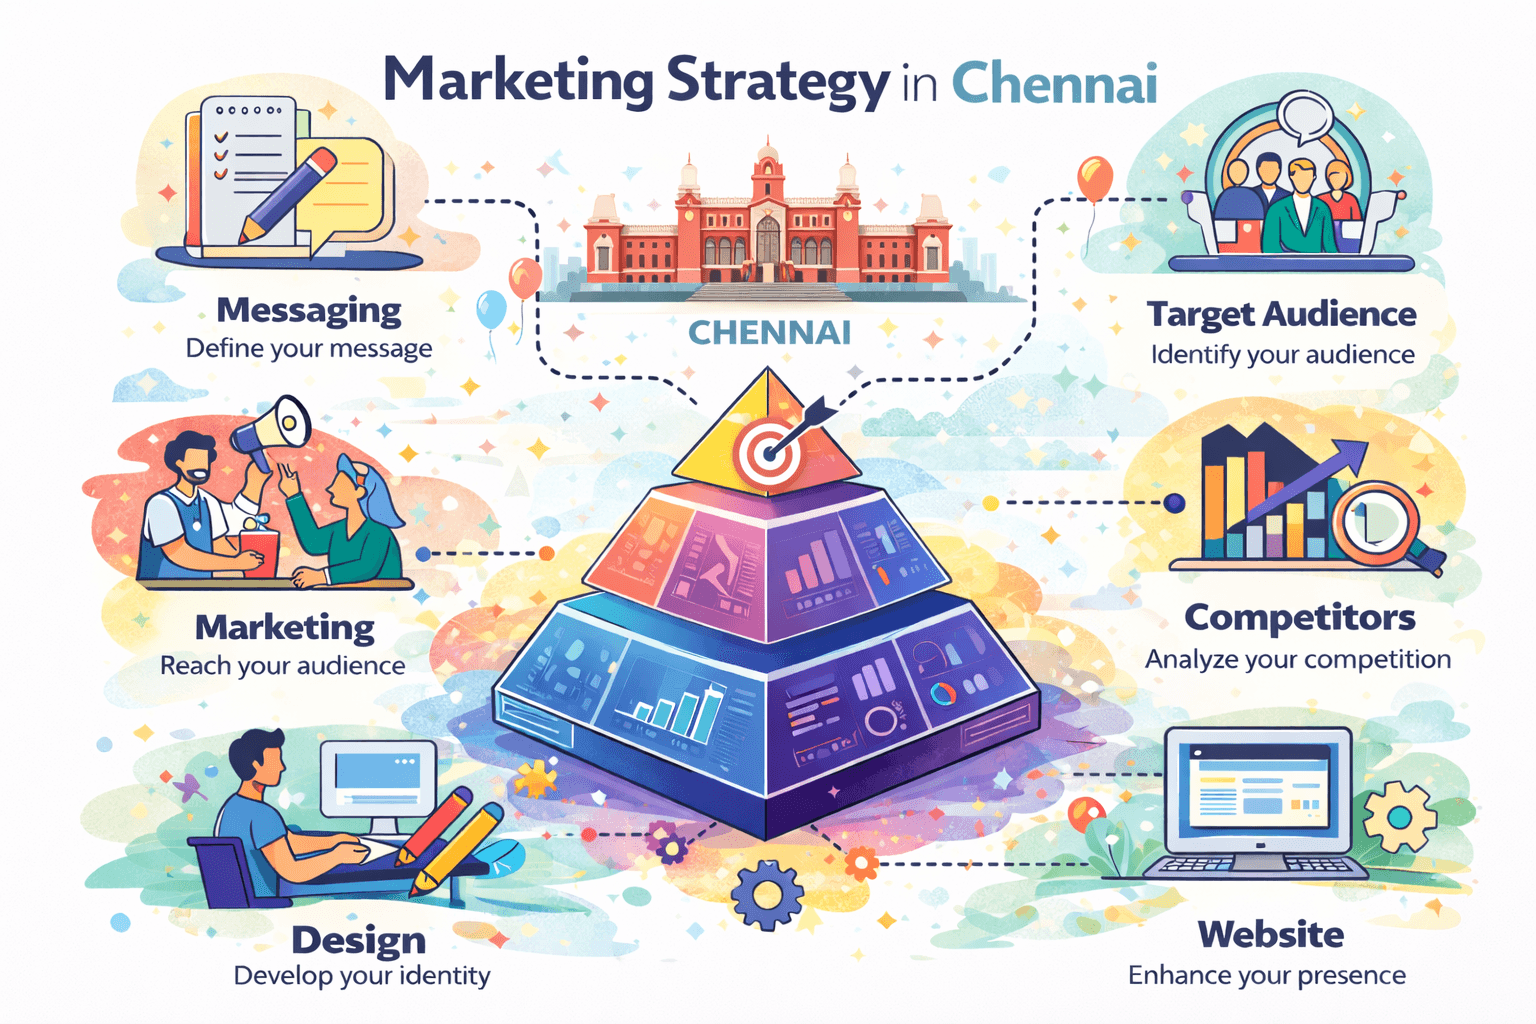 Marketing Strategy in Chennai
CHENNAI
Messaging
Define your message
Target Audience
Identify your audience
Marketing
Reach your audience
Competitors
Analyze your competition
Design
Develop your identity
Website
Enhance your presence